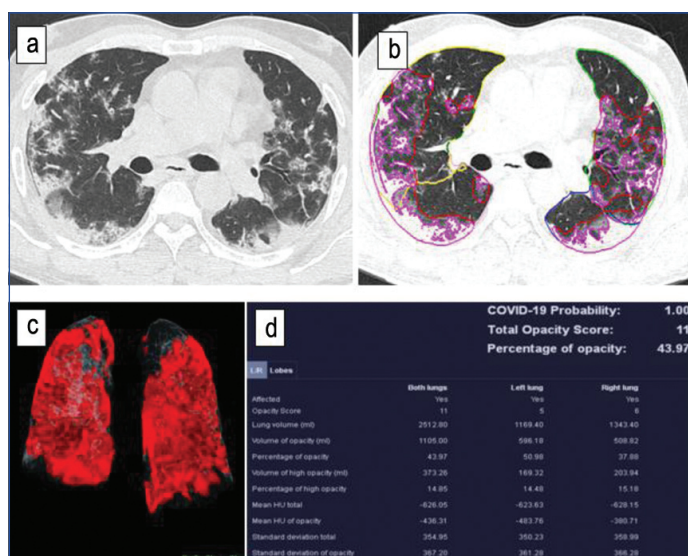 a
b
c
d
COVID-19 Probability: 1.00
Total Opacity Score: 11
Percentage of opacity: 43.97
L/R Lobes
Both lungs Left lung Right lung
Affected Yes Yes Yes
Opacity Score 11 5 6
Lung volume (ml) 2512.80 1169.40 1343.40
Volume of opacity (ml) 1105.00 596.18 508.82
Percentage of opacity 43.97 50.98 37.88
Volume of high opacity (ml) 373.26 169.32 203.94
Percentage of high opacity 14.85 14.48 15.18
Mean HU total -626.05 -623.63 -628.15
Mean HU of opacity -436.31 -483.76 -380.71
Standard deviation total 354.95 350.23 358.99
Standard deviation of opacity 367.20 361.28 366.28